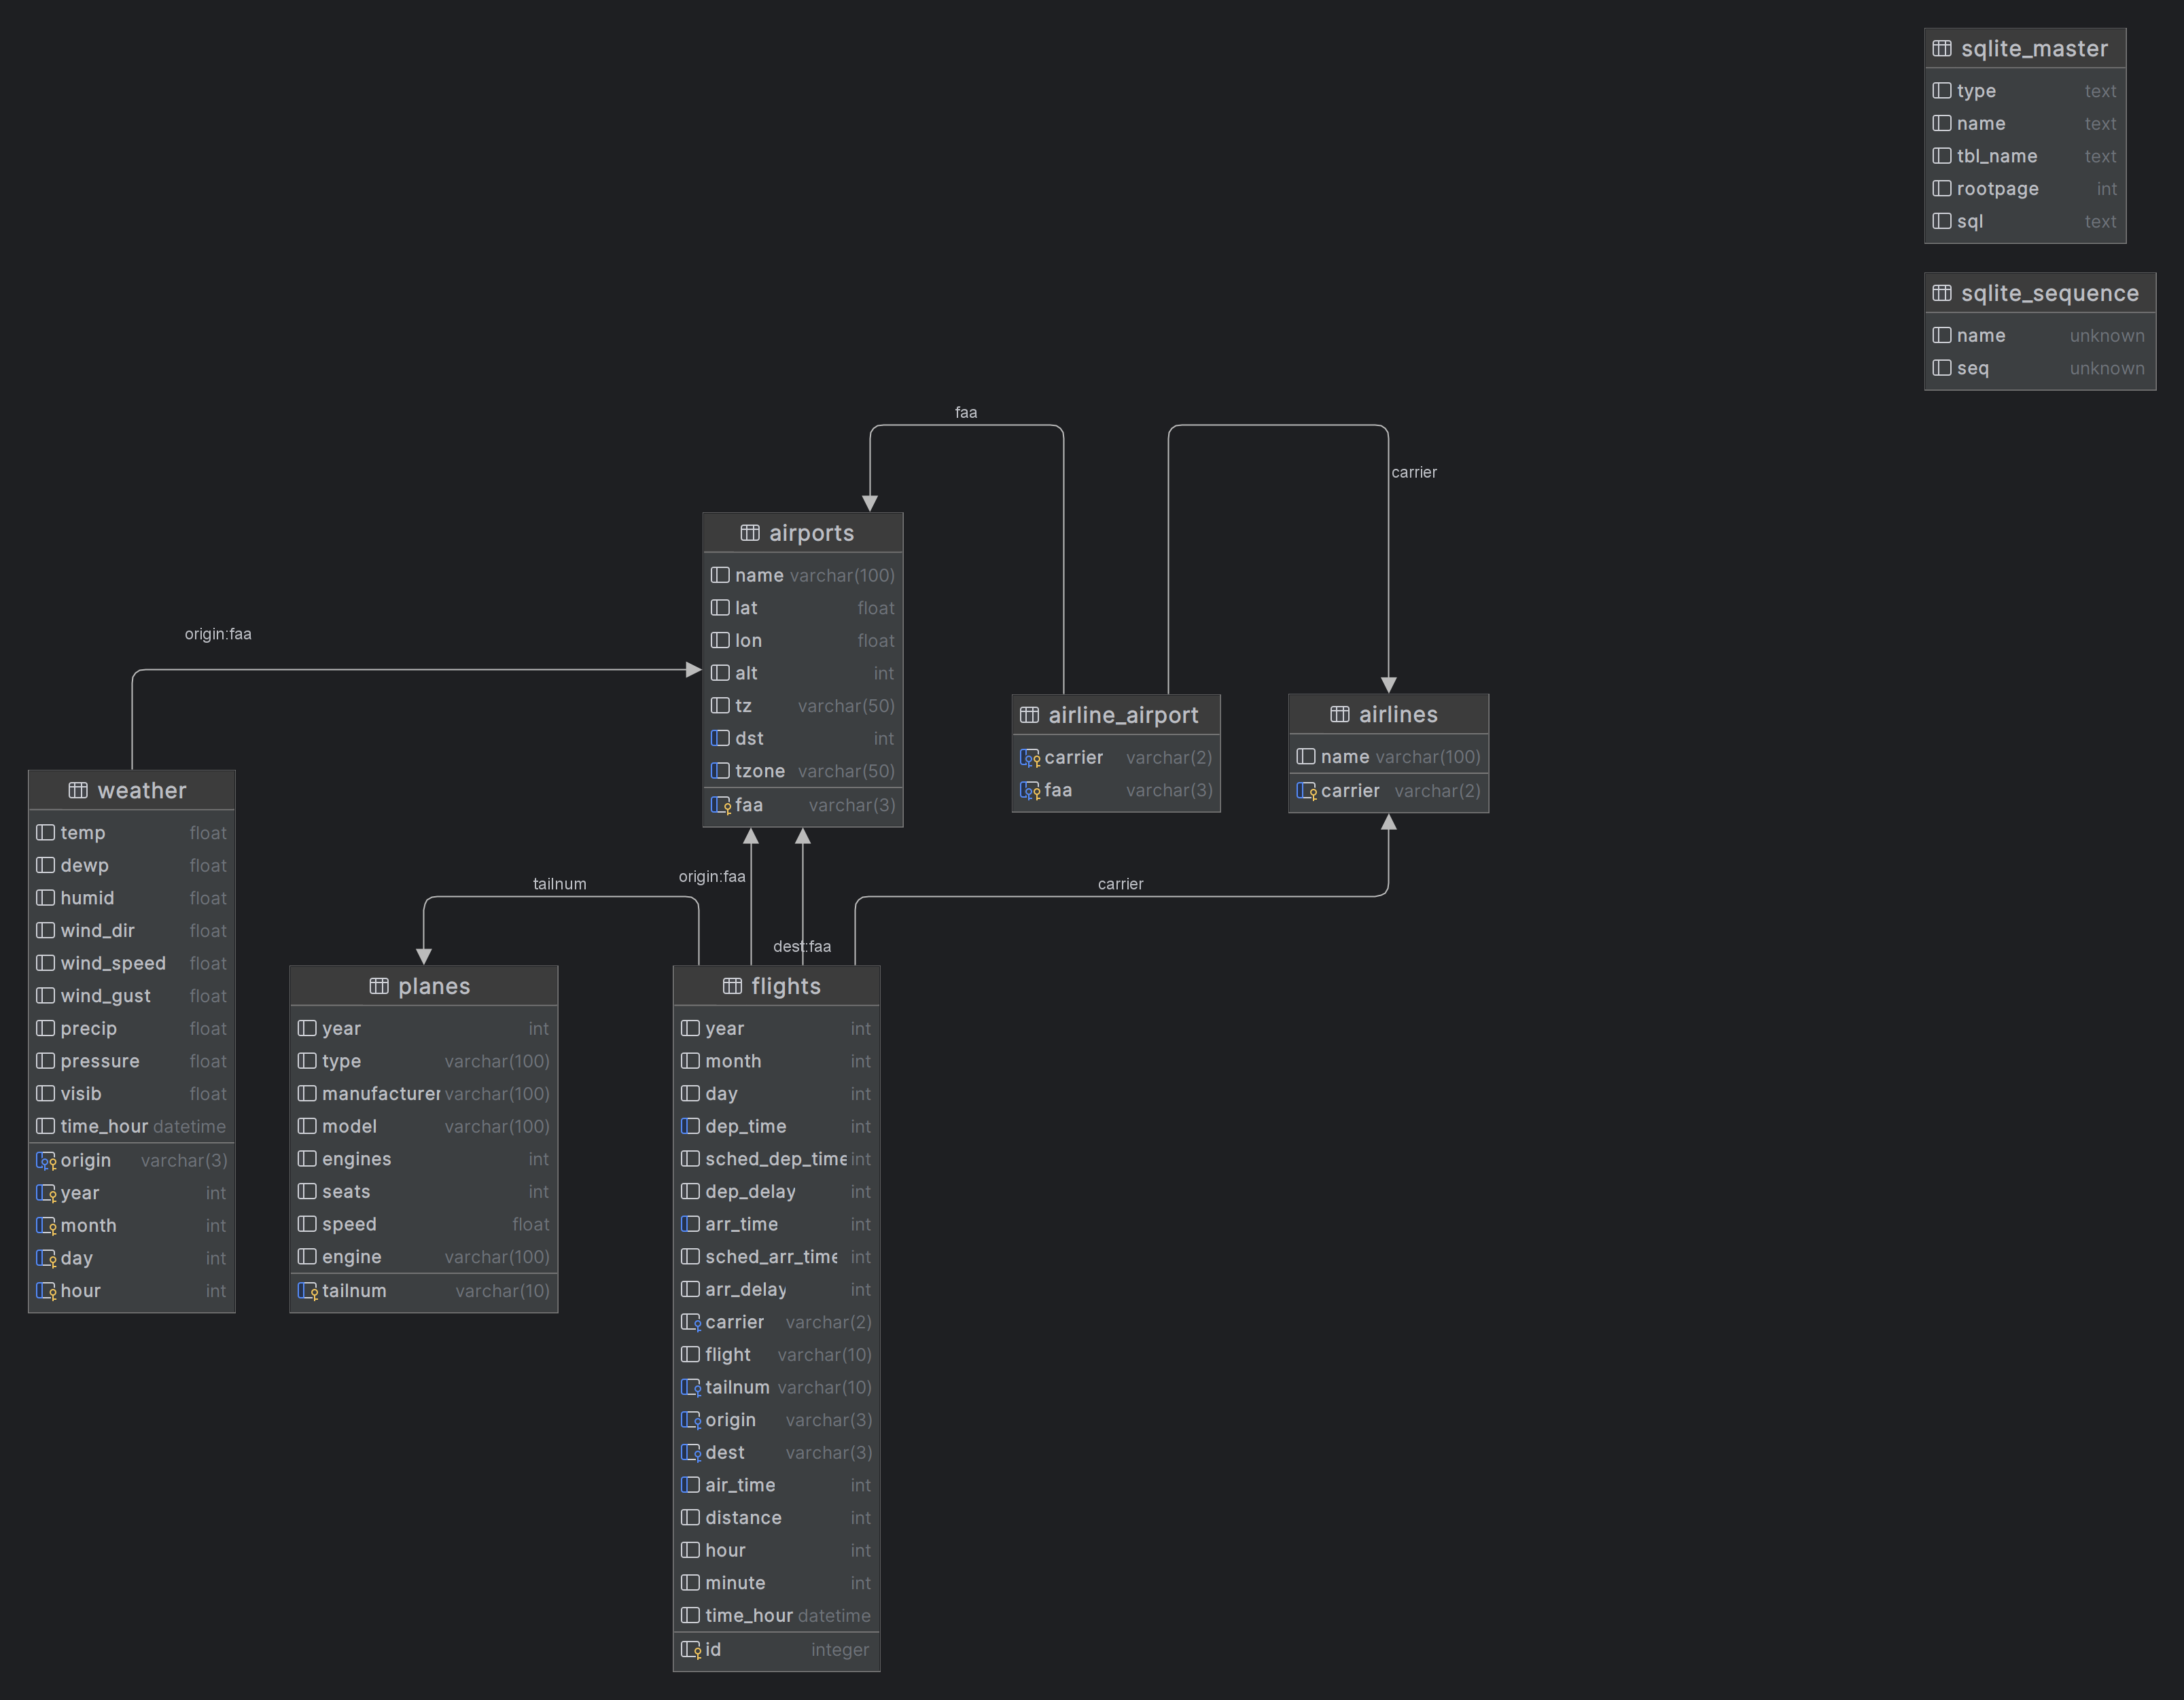 sqlite_master
type text
name text
tbl_name text
rootpage int
sql text
sqlite_sequence
name unknown
seq unknown
faa
carrier
airports
name varchar(100)
lat float
lon float
alt int
tz varchar(50)
dst int
tzone varchar(50)
faa varchar(3)
origin:faa
airline_airport
carrier varchar(2)
faa varchar(3)
airlines
name varchar(100)
carrier varchar(2)
weather
temp float
dewp float
humid float
wind_dir float
wind_speed float
wind_gust float
precip float
pressure float
visib float
time_hour datetime
origin varchar(3)
year int
month int
day int
hour int
tailnum
origin:faa
dest:faa
carrier
planes
year int
type varchar(100)
manufacturer varchar(100)
model varchar(100)
engines int
seats int
speed float
engine varchar(100)
tailnum varchar(10)
flights
year int
month int
day int
dep_time int
sched_dep_time int
dep_delay int
arr_time int
sched_arr_time int
arr_delay int
carrier varchar(2)
flight varchar(10)
tailnum varchar(10)
origin varchar(3)
dest varchar(3)
air_time int
distance int
hour int
minute int
time_hour datetime
id integer